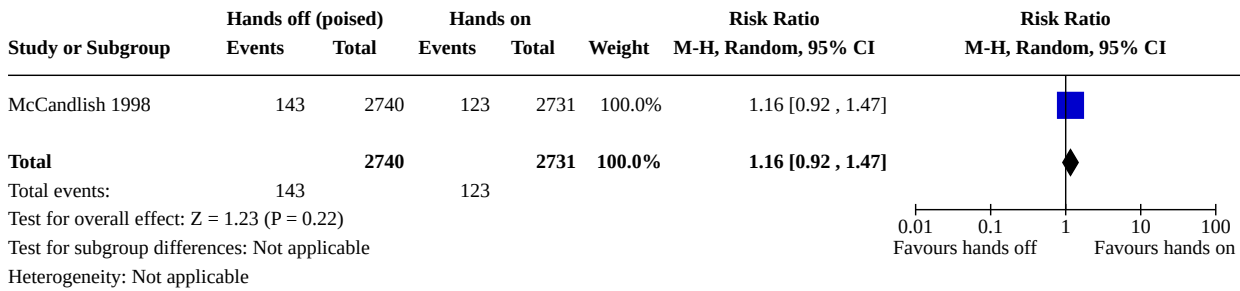 Hands off (poised) Hands on Risk Ratio Risk Ratio
Study or Subgroup Events Total Events Total Weight M-H, Random, 95% CI M-H, Random, 95% CI
McCandlish 1998 143 2740 123 2731 100.0% 1.16 [0.92 , 1.47]
Total 2740 2731 100.0% 1.16 [0.92 , 1.47]
Total events: 143 123
Test for overall effect: Z = 1.23 (P = 0.22)
0.01 0.1 1 10 100
Test for subgroup differences: Not applicable Favours hands off Favours hands on
Heterogeneity: Not applicable